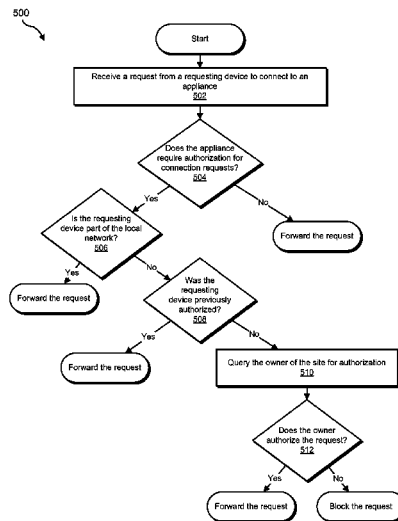 500
Start
Receive a request from a requesting device to connect to an
appliance
502
Does the appliance
require authorization for
connection requests?
504
Yes
No
Is the requesting
device part of the local
network?
506
Forward the request
Yes
No
Forward the request
Was the
requesting
device previously
authorized?
508
Yes
No
Forward the request
Query the owner of the site for authorization
510
Does the owner
authorize the request?
512
Yes
No
Forward the request
Block the request